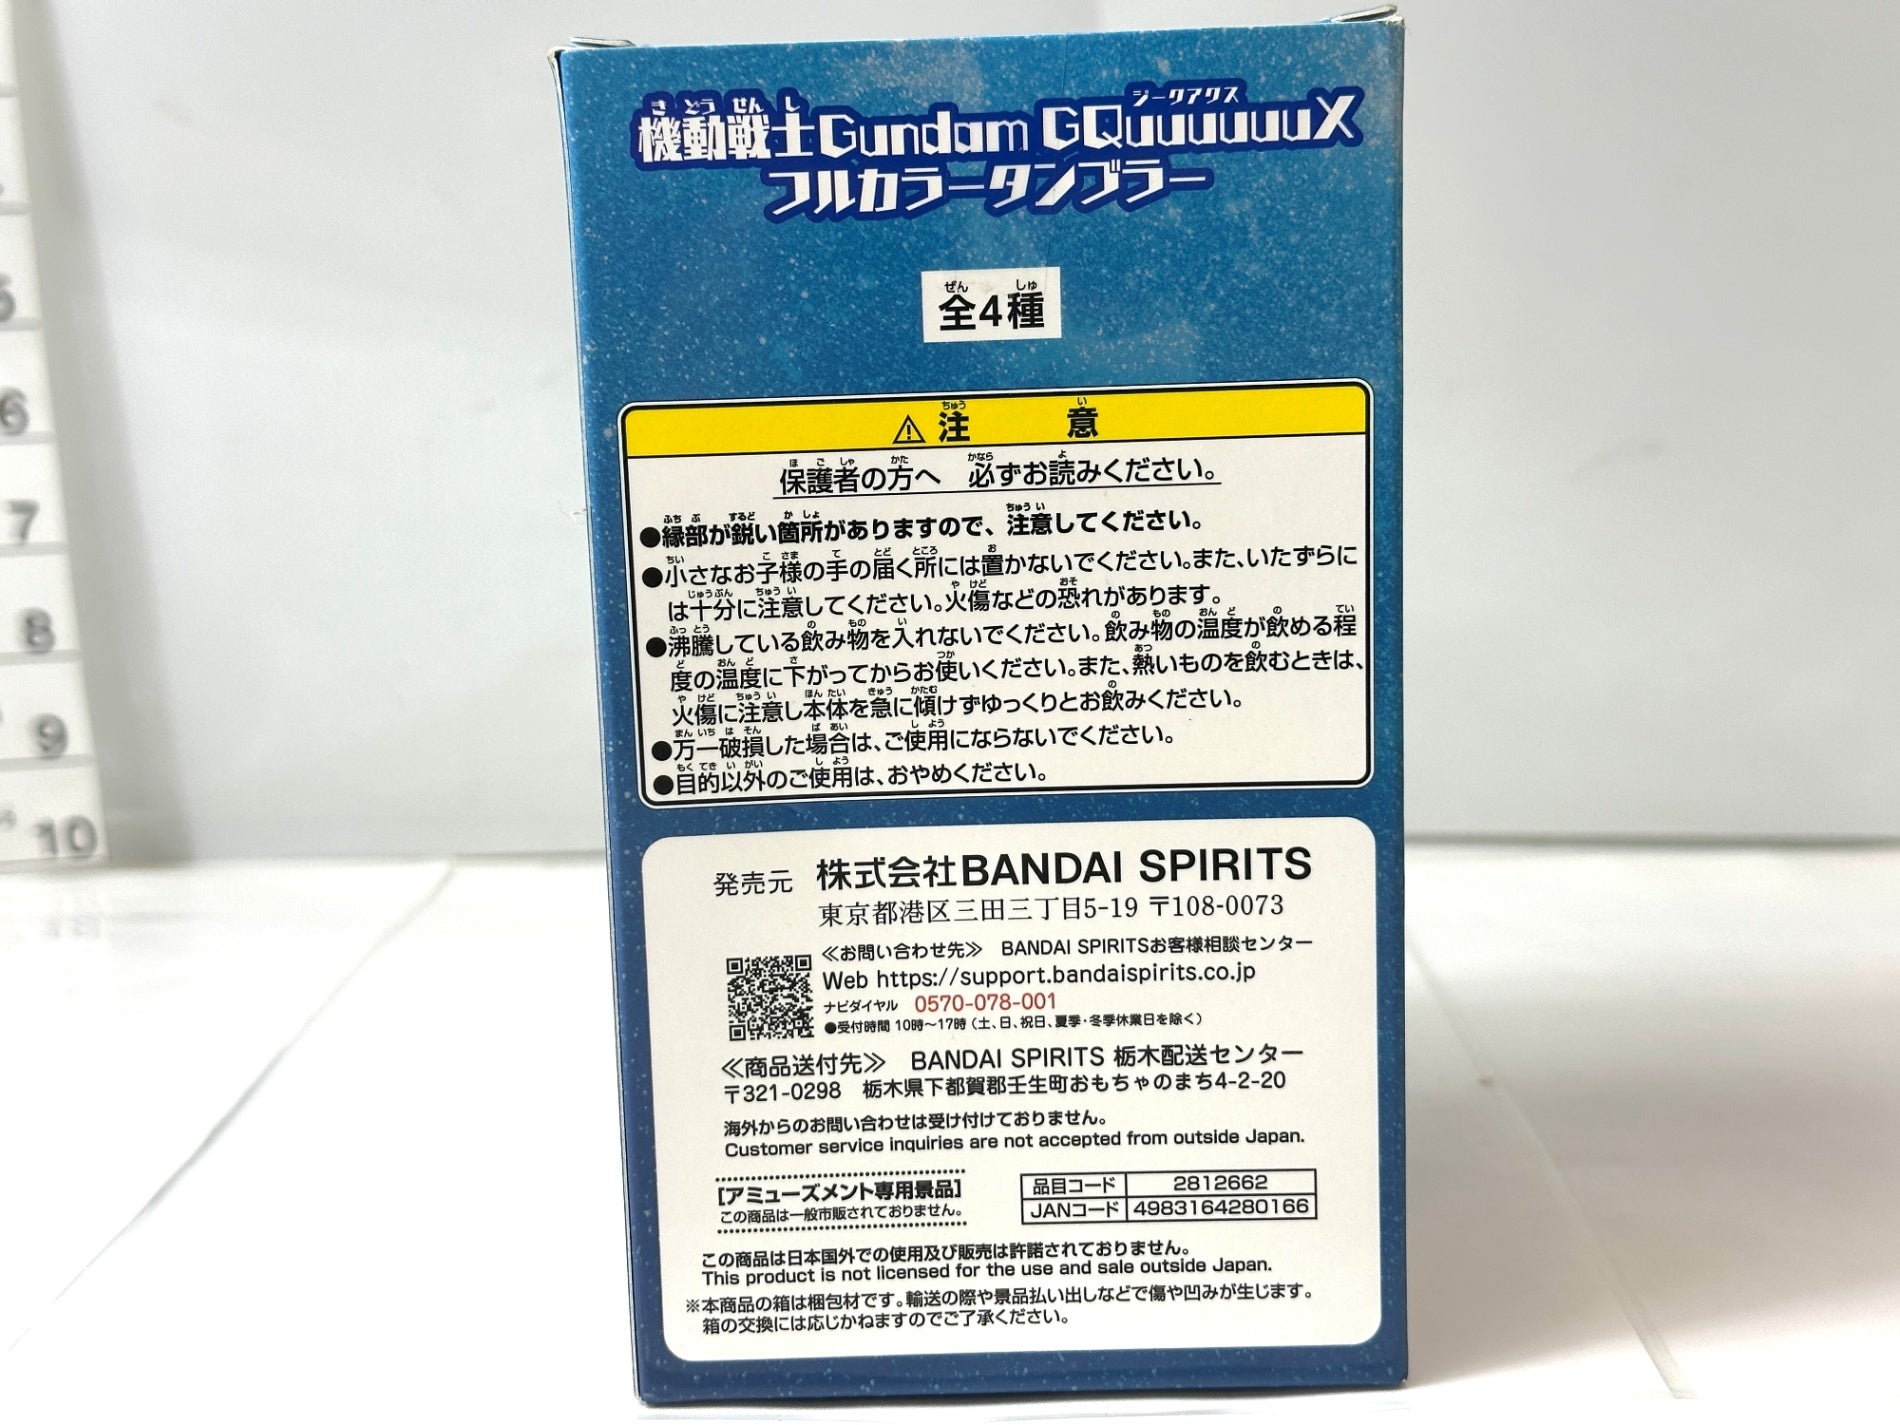 機動戦士Gundam GQuuuuuuX
フルカラータンブラー
全4種
⚠注意
保護者の方へ 必ずお読みください。
●縁部が鋭い箇所がありますので、注意してください。
●小さなお子様の手の届く所には置かないでください。また、いたずらに
は十分に注意してください。火傷などの恐れがあります。
●沸騰している飲み物を入れないでください。飲み物の温度が飲める程
度の温度に下がってからお使いください。また、熱いものを飲むときは、
火傷に注意し本体を急に傾けずゆっくりとお飲みください。
●万一破損した場合は、ご使用にならないでください。
●目的以外のご使用は、おやめください。
発売元 株式会社BANDAI SPIRITS
東京都港区三田三丁目5-19 〒108-0073
≪お問い合わせ先≫ BANDAI SPIRITSお客様相談センター
Web https://support.bandaispirits.co.jp
ナビダイヤル 0570-078-001
●受付時間 10時～17時（土、日、祝日、夏季・冬季休業日を除く）
≪商品送付先≫ BANDAI SPIRITS 栃木配送センター
〒321-0298 栃木県下都賀郡壬生町おもちゃのまち4-2-20
海外からのお問い合わせは受け付けておりません。
Customer service inquiries are not accepted from outside Japan.
[アミューズメント専用景品]
この商品は一般市販されておりません。
品目コード 2812662
JANコード 4983164280166
この商品は日本国外での使用及び販売は許諾されておりません。
This product is not licensed for the use and sale outside Japan.
※本商品の箱は梱包材です。輸送の際や景品払い出しなどで傷や凹みが生じます。
箱の交換には応じかねますのでご了承ください。
6
7
8
9
10